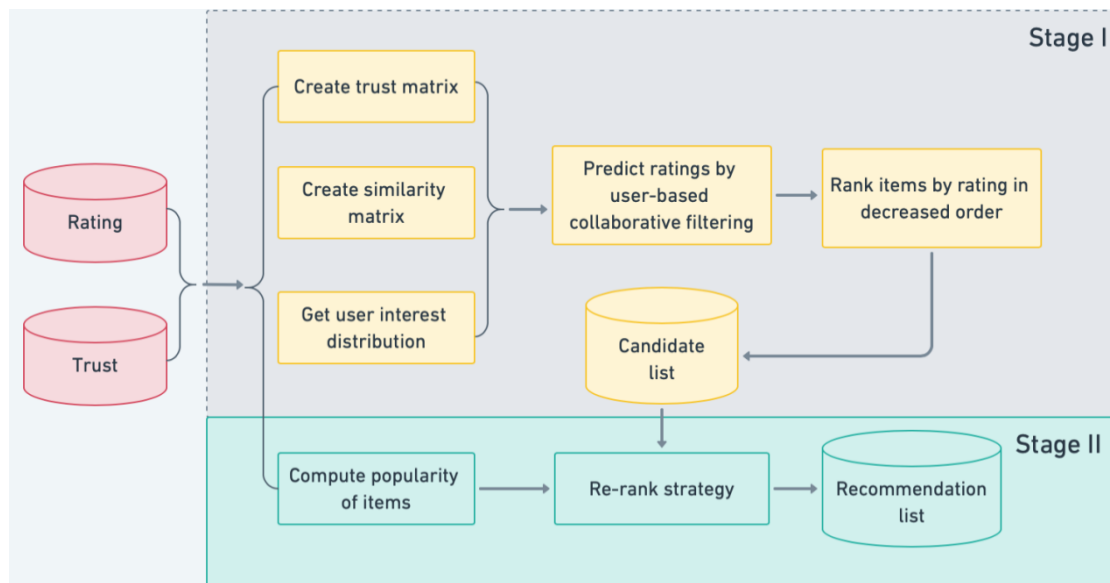 Stage I
Create trust matrix
Create similarity
matrix
Get user interest
distribution
Predict ratings by
user-based
collaborative filtering
Rank items by rating in
decreased order
Rating
Trust
Candidate
list
Stage II
Compute popularity
of items
Re-rank strategy
Recommendation
list